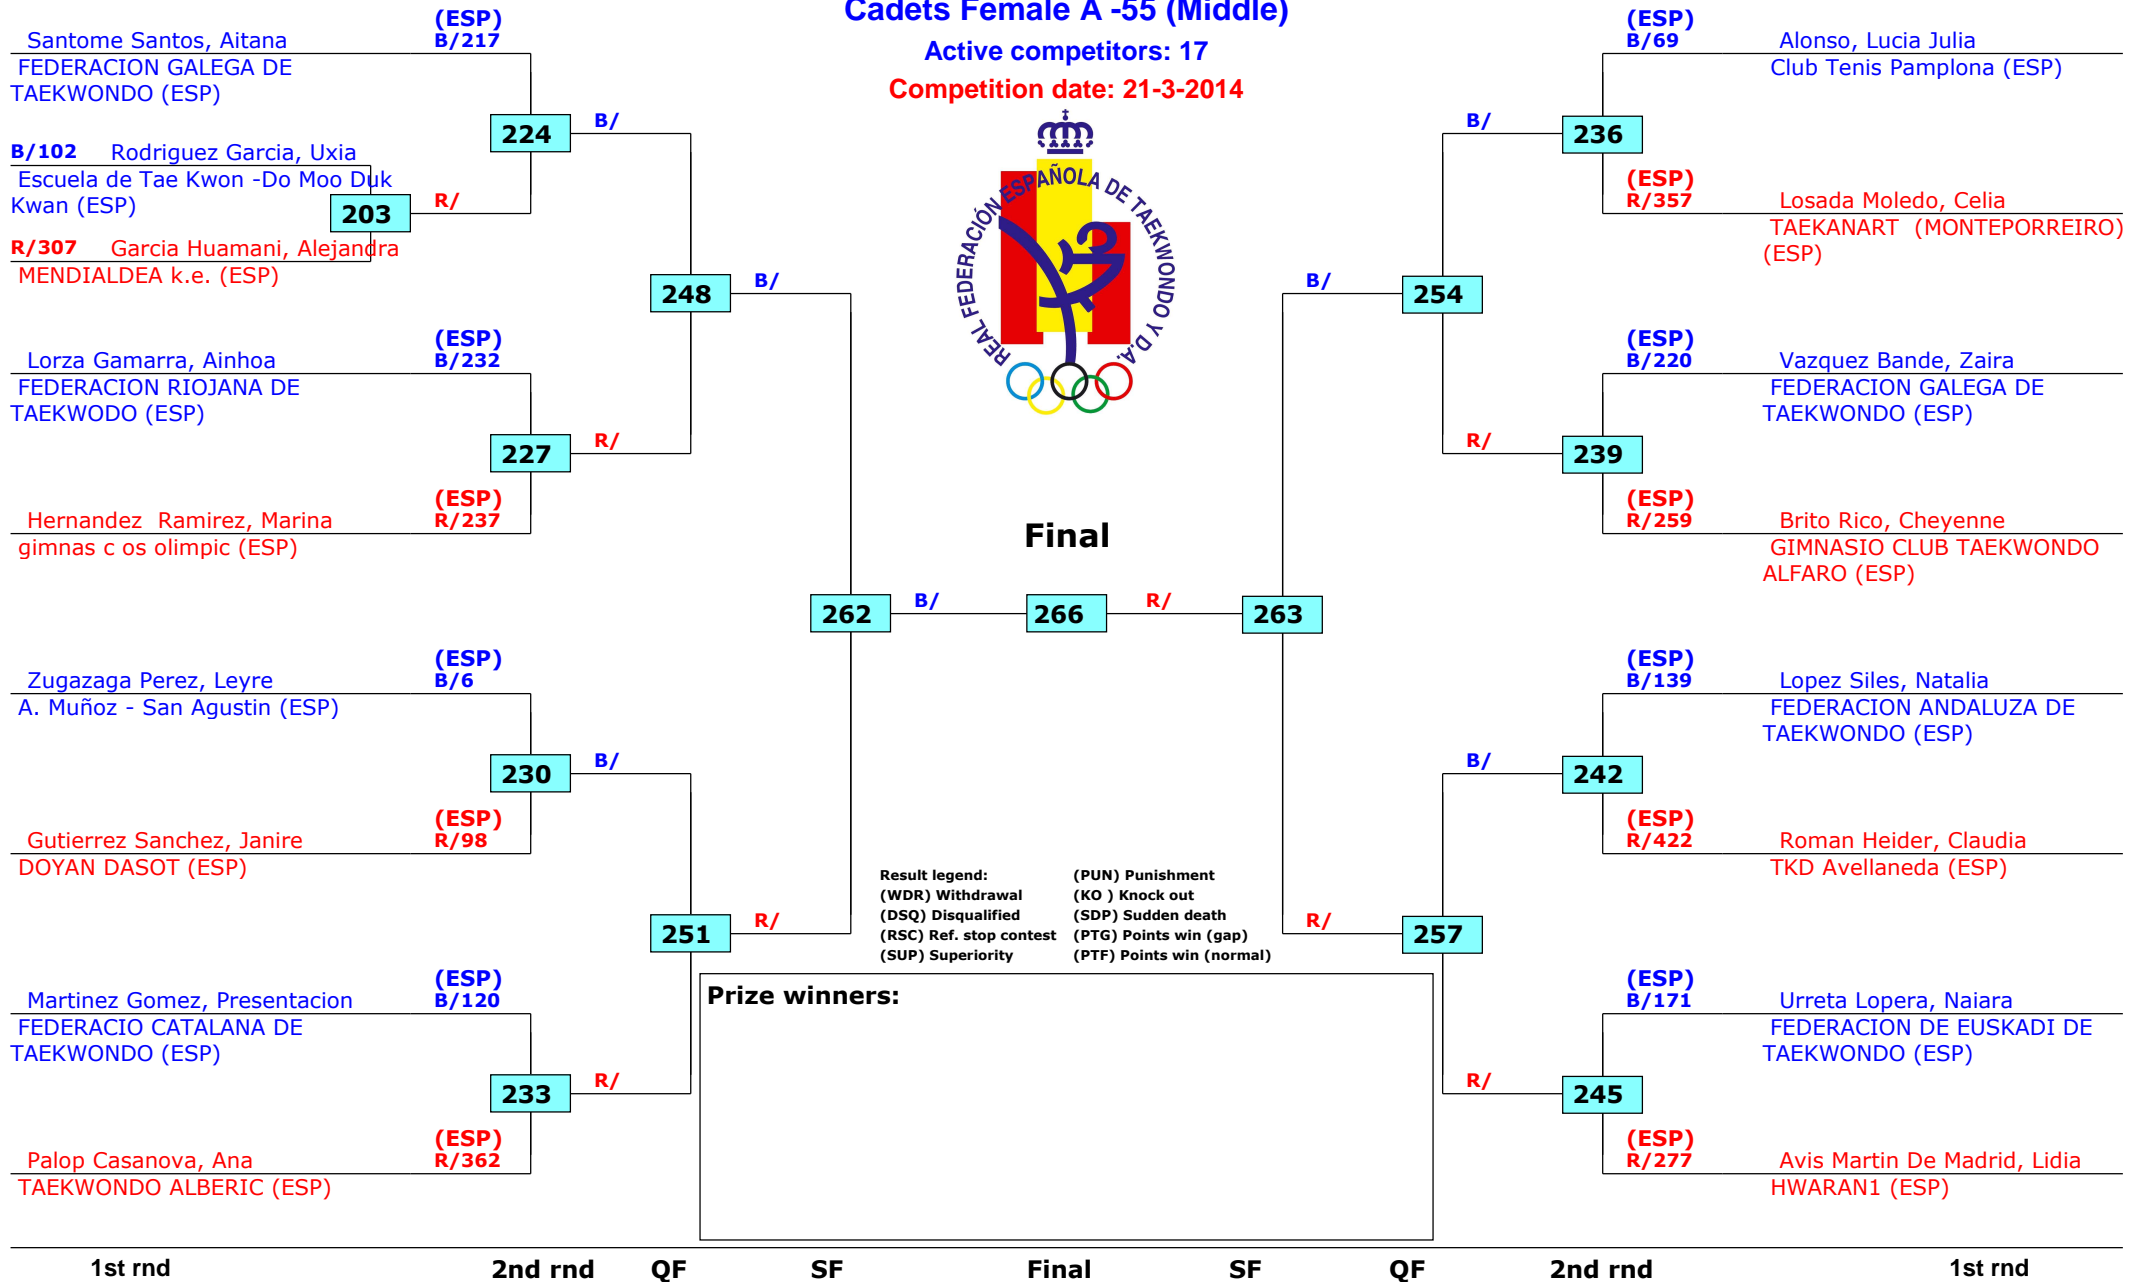 Cadets Female A -55 (Middle)
Active competitors: 17
Competition date: 21-3-2014
REAL FEDERACIÓN ESPAÑOLA DE TAEKWONDO Y D.A.
(ESP)
Santome Santos, Aitana B/217
FEDERACION GALEGA DE
TAEKWONDO (ESP)
224 B/
B/102 Rodriguez Garcia, Uxia
Escuela de Tae Kwon -Do Moo Duk
Kwan (ESP)
203 R/
R/307 Garcia Huamani, Alejandra
MENDIALDEA k.e. (ESP)
248 B/
(ESP)
Lorza Gamarra, Ainhoa B/232
FEDERACION RIOJANA DE
TAEKWODO (ESP)
227 R/
(ESP)
Hernandez  Ramirez, Marina R/237
gimnas c os olimpic (ESP)
262 B/
(ESP)
Zugazaga Perez, Leyre B/6
A. Muñoz - San Agustin (ESP)
230 B/
(ESP)
Gutierrez Sanchez, Janire R/98
DOYAN DASOT (ESP)
251 R/
(ESP)
Martinez Gomez, Presentacion B/120
FEDERACIO CATALANA DE
TAEKWONDO (ESP)
233 R/
(ESP)
Palop Casanova, Ana R/362
TAEKWONDO ALBERIC (ESP)
Final
266
R/ 263
(ESP)
B/69 Alonso, Lucia Julia
Club Tenis Pamplona (ESP)
B/ 236
(ESP)
R/357 Losada Moledo, Celia
TAEKANART  (MONTEPORREIRO)
(ESP)
B/ 254
(ESP)
B/220 Vazquez Bande, Zaira
FEDERACION GALEGA DE
TAEKWONDO (ESP)
R/ 239
(ESP)
R/259 Brito Rico, Cheyenne
GIMNASIO CLUB TAEKWONDO
ALFARO (ESP)
(ESP)
B/139 Lopez Siles, Natalia
FEDERACION ANDALUZA DE
TAEKWONDO (ESP)
B/ 242
(ESP)
R/422 Roman Heider, Claudia
TKD Avellaneda (ESP)
R/ 257
(ESP)
B/171 Urreta Lopera, Naiara
FEDERACION DE EUSKADI DE
TAEKWONDO (ESP)
R/ 245
(ESP)
R/277 Avis Martin De Madrid, Lidia
HWARAN1 (ESP)
Result legend: (PUN) Punishment
(WDR) Withdrawal (KO ) Knock out
(DSQ) Disqualified (SDP) Sudden death
(RSC) Ref. stop contest (PTG) Points win (gap)
(SUP) Superiority (PTF) Points win (normal)
Prize winners:
1st rnd 2nd rnd QF SF Final SF QF 2nd rnd 1st rnd